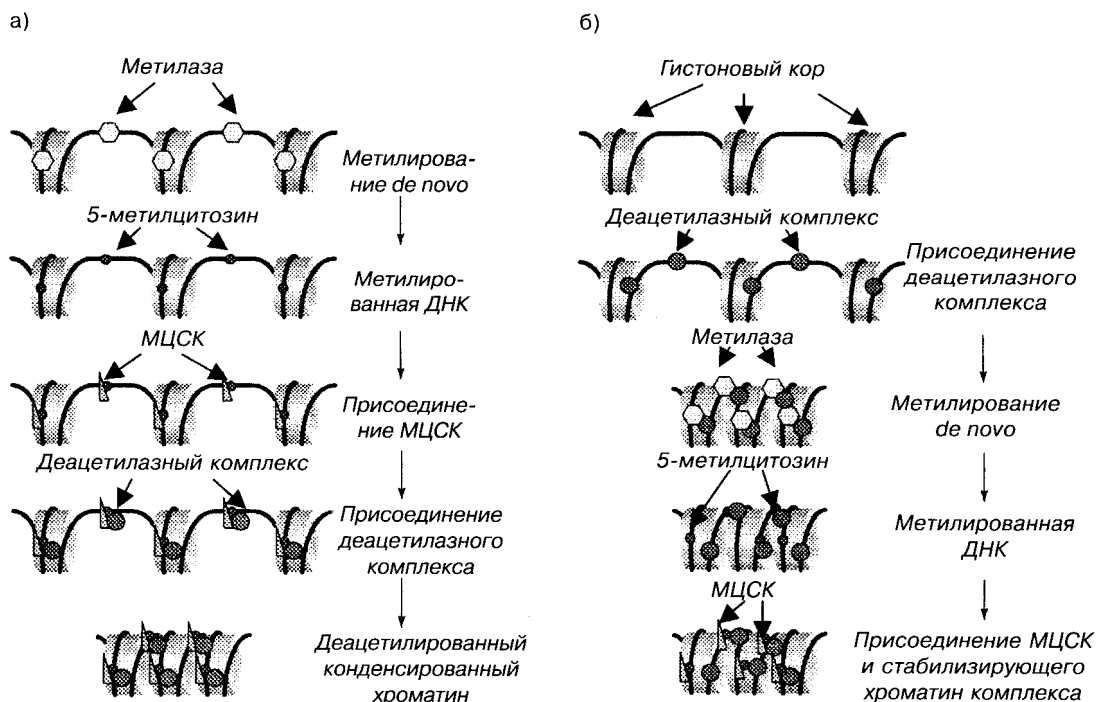 а)
Метилаза
Метилирова-
ние de novo
5-метилцитозин
Метилиро-
ванная ДНК
МЦСК
Присоедине-
ние МЦСК
Деацетилазный комплекс
Присоединение
деацетилазного
комплекса
Деацетилированный
конденсированный
хроматин
б)
Гистоновый кор
Деацетилазный комплекс
Присоединение
деацетилазного
комплекса
Метилаза
Метилирование
de novo
5-метилцитозин
Метилированная
ДНК
МЦСК
Присоединение МЦСК
и стабилизирующего
хроматин комплекса